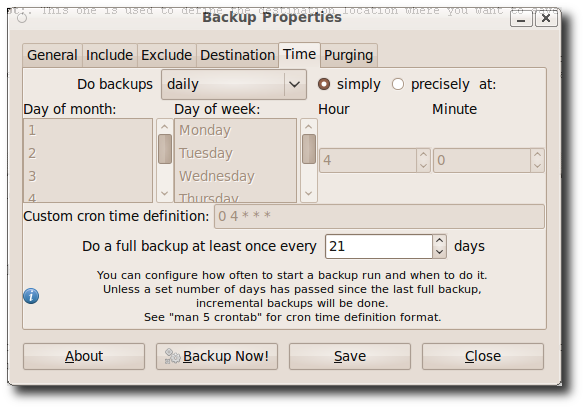 pt:. This one is used to define the destination location where you want to save
Backup Properties
General Include Exclude Destination Time Purging
Do backups daily simply precisely at:
Day of month: Day of week: Hour Minute
1 Monday
2 Tuesday 4 0
3 Wednesday
4 Thursday
Custom cron time definition: 0 4 * * *
Do a full backup at least once every 21 days
You can configure how often to start a backup run and when to do it.
Unless a set number of days has passed since the last full backup,
incremental backups will be done.
See "man 5 crontab" for cron time definition format.
About Backup Now! Save Close